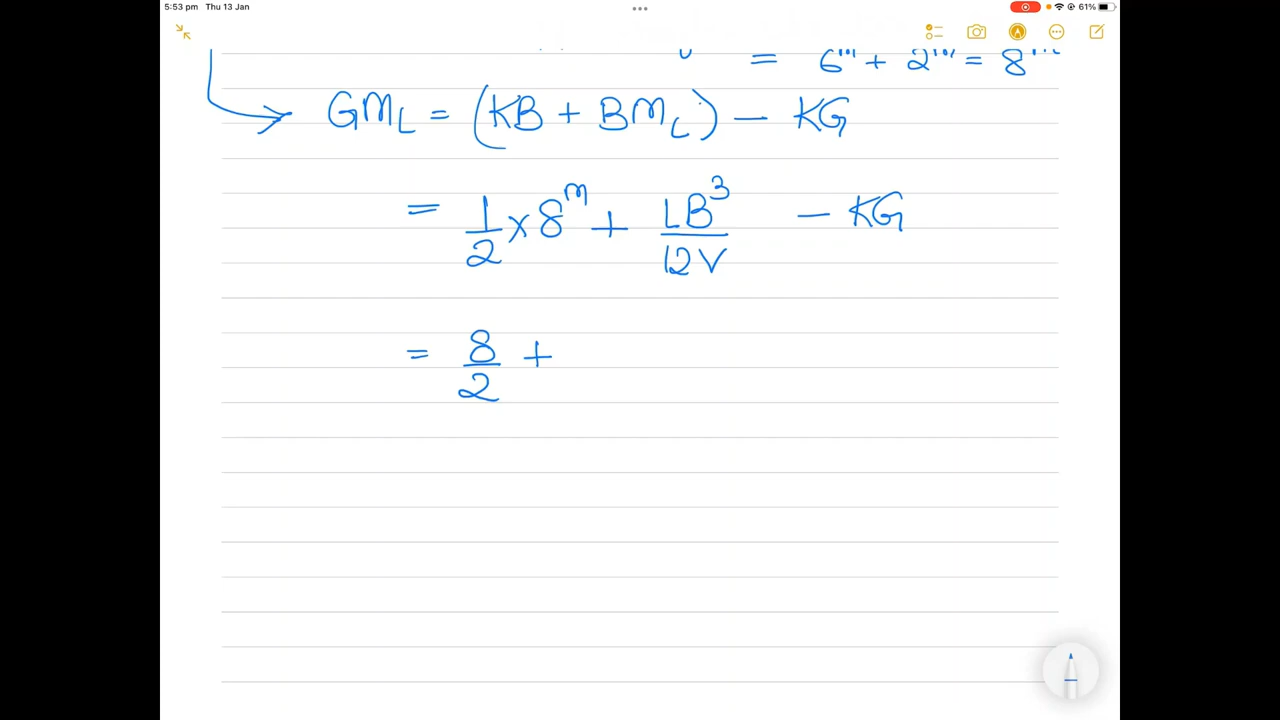 5:53 pm Thu 13 Jan 61%
= 6ᵐ + 2ᵐ = 8ᵐ
GM_L = (KB + BM_L) − KG
= 1/2 × 8ᵐ + LB³/12V − KG
= 8/2 +